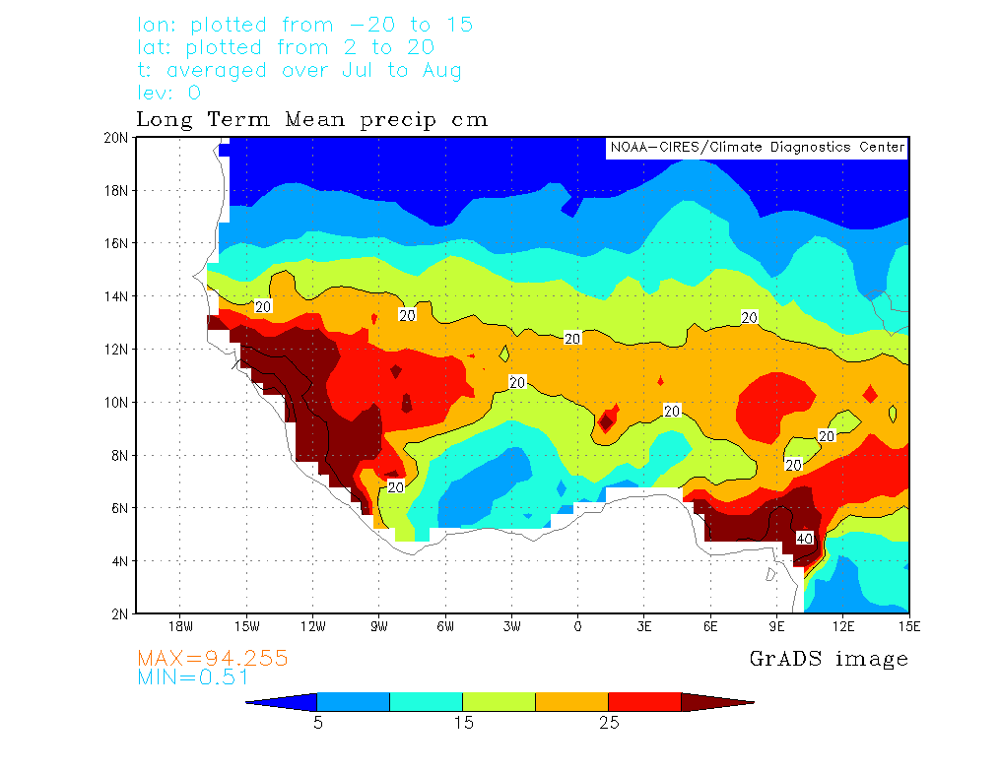 lon: plotted from -20 to 15
lat: plotted from 2 to 20
t: averaged over Jul to Aug
lev: 0
Long Term Mean precip cm
NOAA-CIRES/Climate Diagnostics Center
20N
18N
16N
14N
12N
10N
8N
6N
4N
2N
20
20
20
20
20
20
20
20
20
40
18W 15W 12W 9W 6W 3W 0 3E 6E 9E 12E 15E
MAX=94.255
MIN=0.51
GrADS image
5 15 25